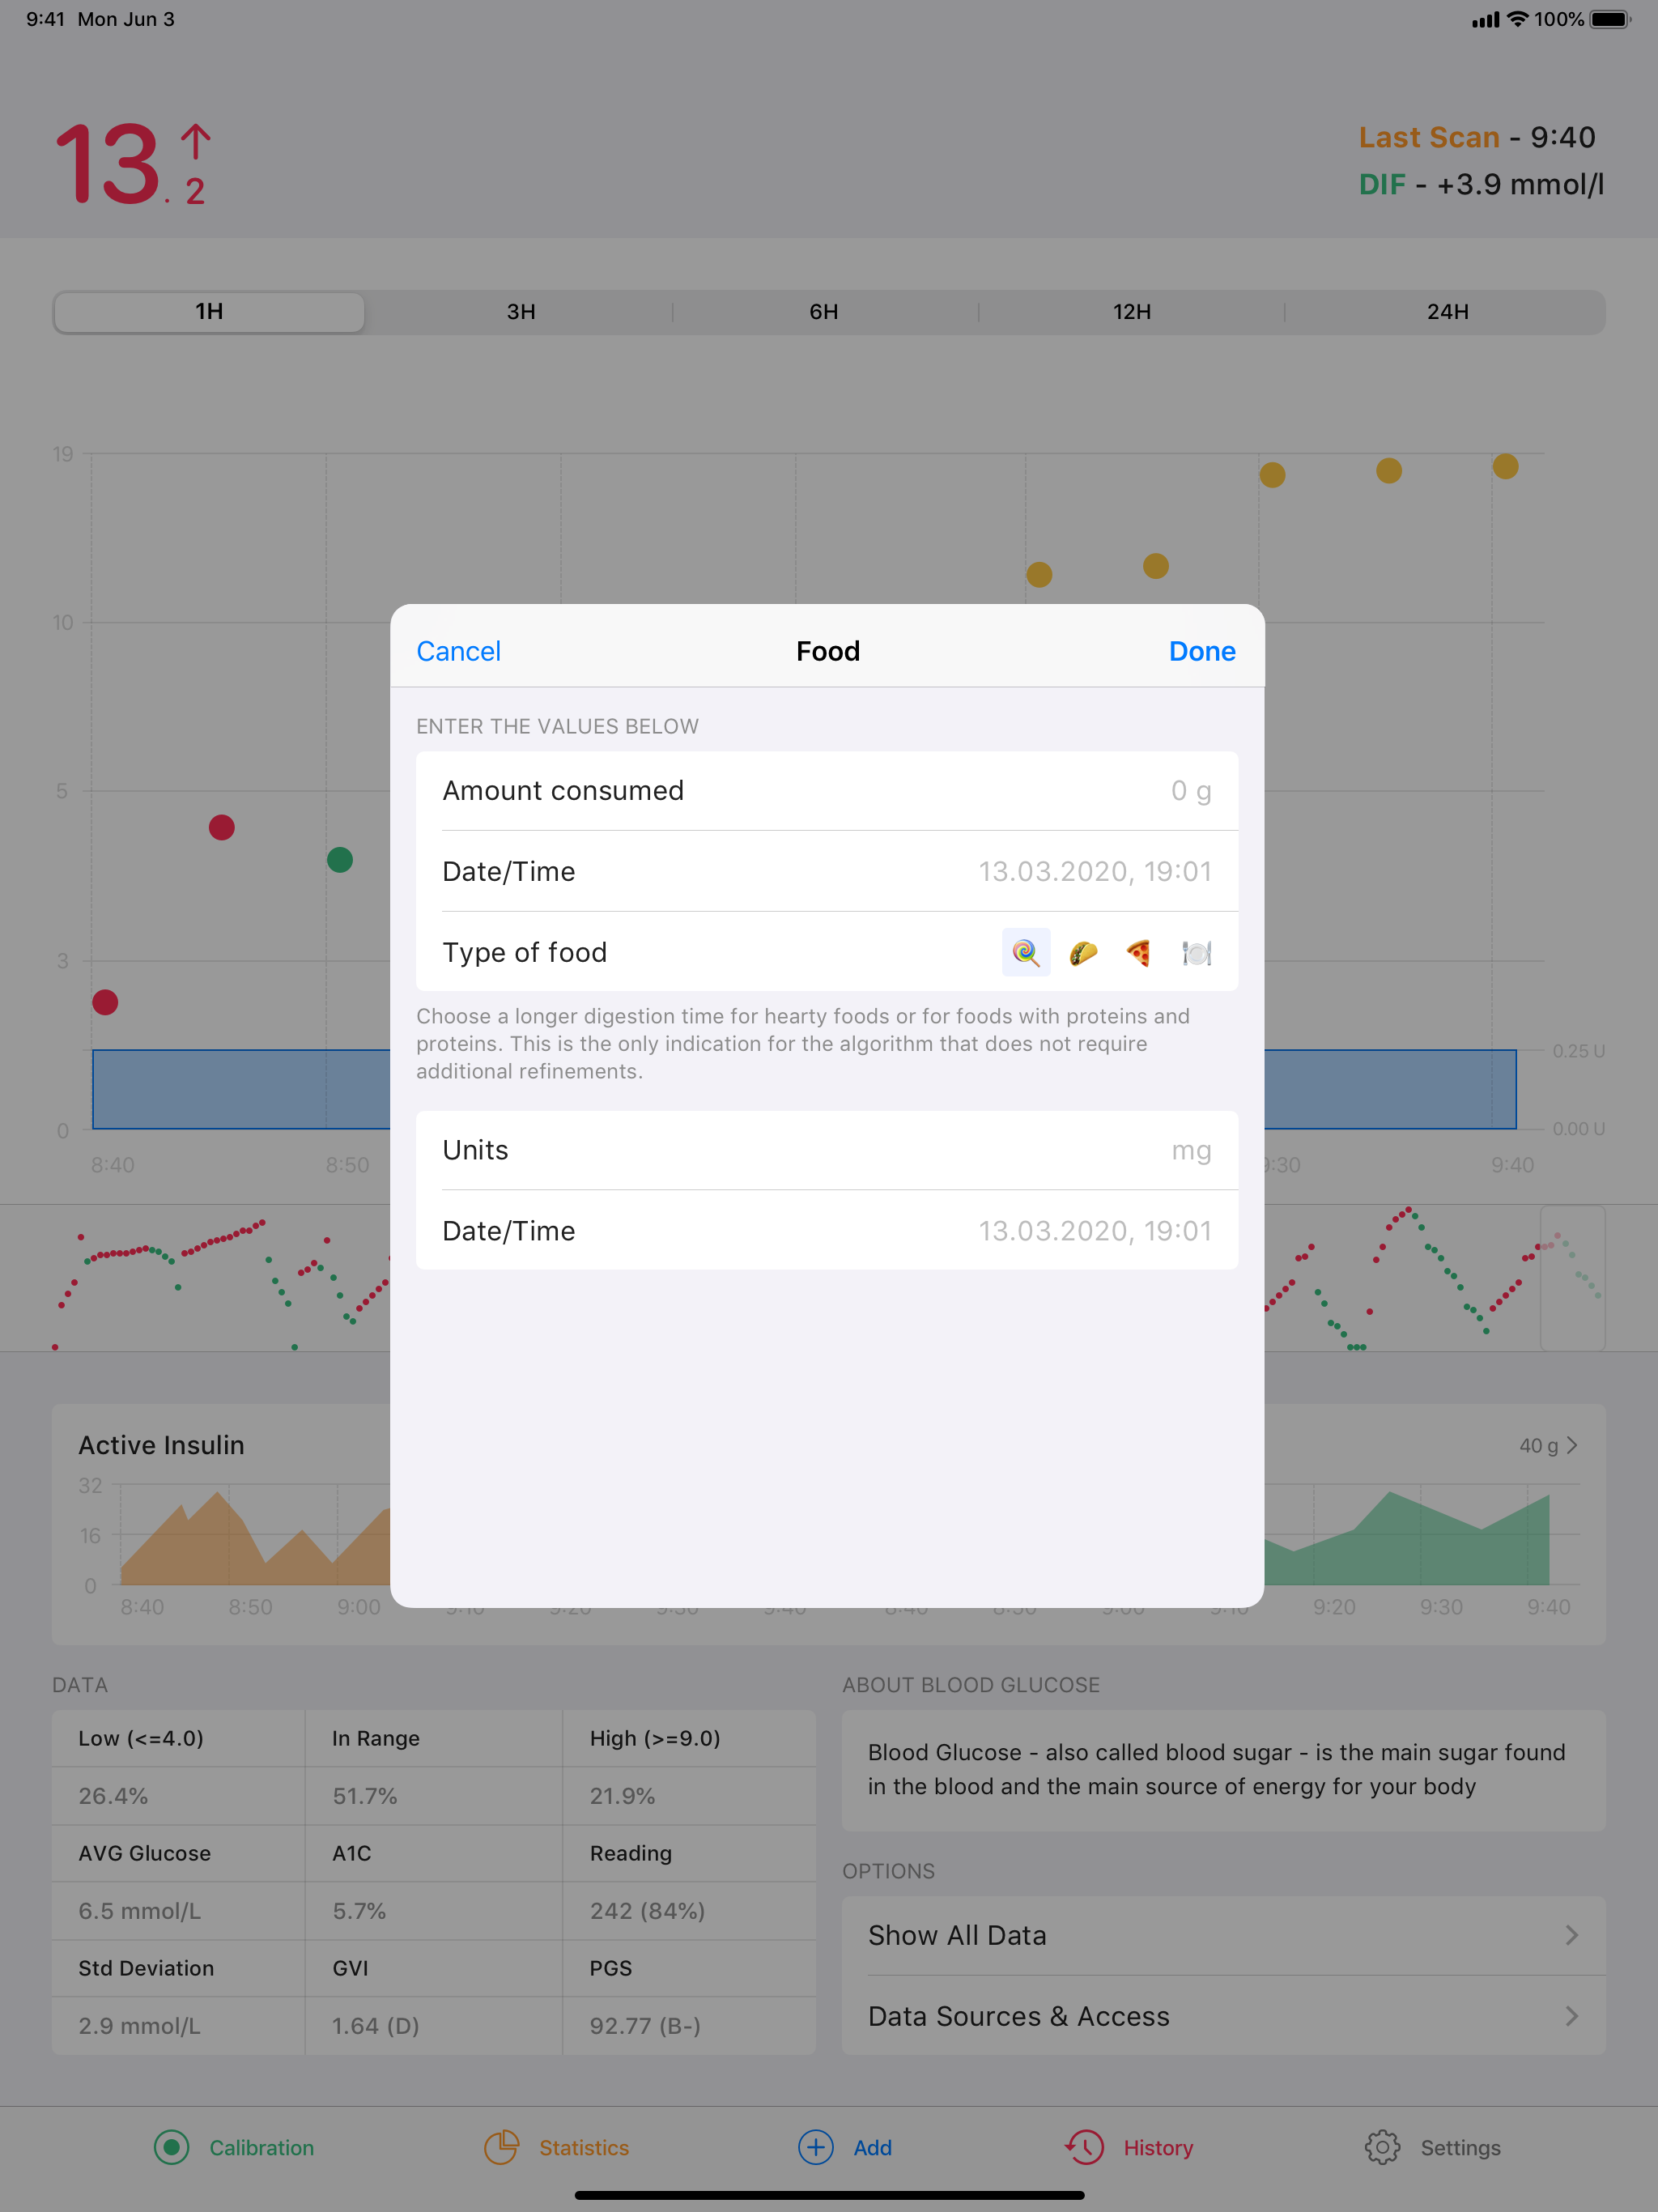 9:41 Mon Jun 3
100%
13.2
Last Scan - 9:40
DIF - +3.9 mmol/l
1H 3H 6H 12H 24H
19
10
Cancel Food Done
ENTER THE VALUES BELOW
5
Amount consumed 0 g
Date/Time 13.03.2020, 19:01
3
Type of food
Choose a longer digestion time for hearty foods or for foods with proteins and
proteins. This is the only indication for the algorithm that does not require
additional refinements.
0.25 U
0 0.00 U
Units mg
8:40 8:50 9:30 9:40
Date/Time 13.03.2020, 19:01
Active Insulin 40 g
32
16
0
8:40 8:50 9:00 9:20 9:30 9:40
DATA
Low (<=4.0) In Range High (>=9.0)
26.4% 51.7% 21.9%
AVG Glucose A1C Reading
6.5 mmol/L 5.7% 242 (84%)
Std Deviation GVI PGS
2.9 mmol/L 1.64 (D) 92.77 (B-)
ABOUT BLOOD GLUCOSE
Blood Glucose - also called blood sugar - is the main sugar found
in the blood and the main source of energy for your body
OPTIONS
Show All Data
Data Sources & Access
Calibration Statistics Add History Settings